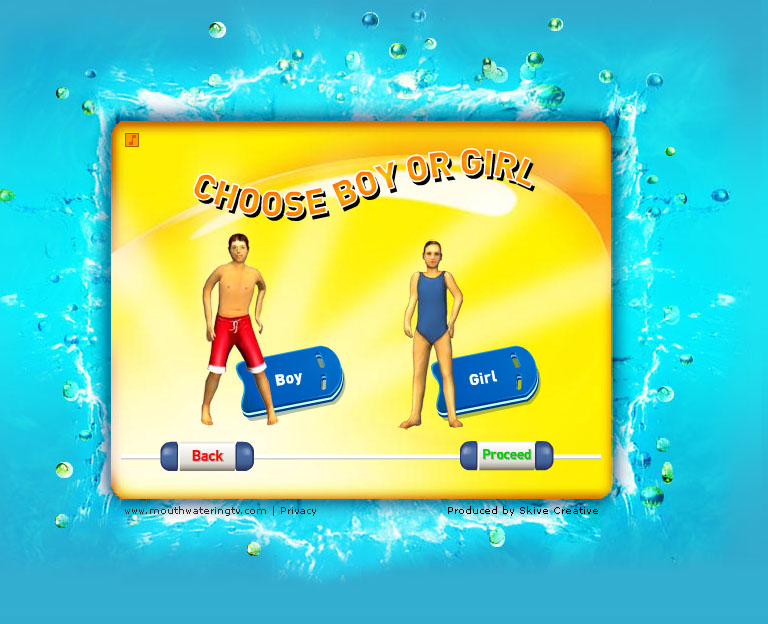 CHOOSE BOY OR GIRL
Boy
Girl
Back
Proceed
www.mouthwateringtv.com | Privacy
Produced by Skive Creative